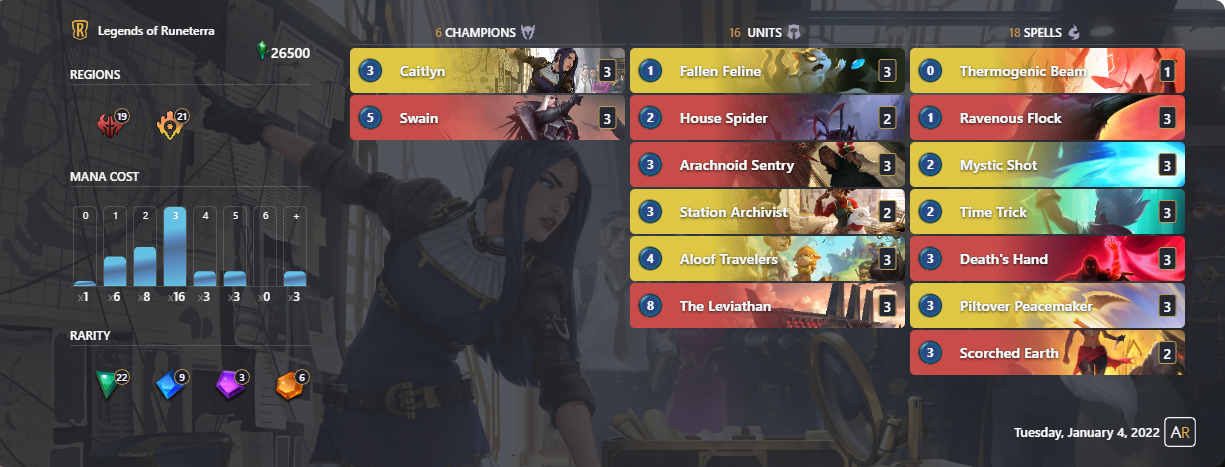 Legends of Runeterra
26500
REGIONS
19
21
MANA COST
0 1 2 3 4 5 6 +
x1 x6 x8 x16 x3 x3 x0 x3
RARITY
22 9 3 6
6 CHAMPIONS
3 Caitlyn 3
5 Swain 3
16 UNITS
1 Fallen Feline 3
2 House Spider 2
3 Arachnoid Sentry 3
3 Station Archivist 2
4 Aloof Travelers 3
8 The Leviathan 3
18 SPELLS
0 Thermogenic Beam 1
1 Ravenous Flock 3
2 Mystic Shot 3
2 Time Trick 3
3 Death's Hand 3
3 Piltover Peacemaker 3
3 Scorched Earth 2
Tuesday, January 4, 2022 AR